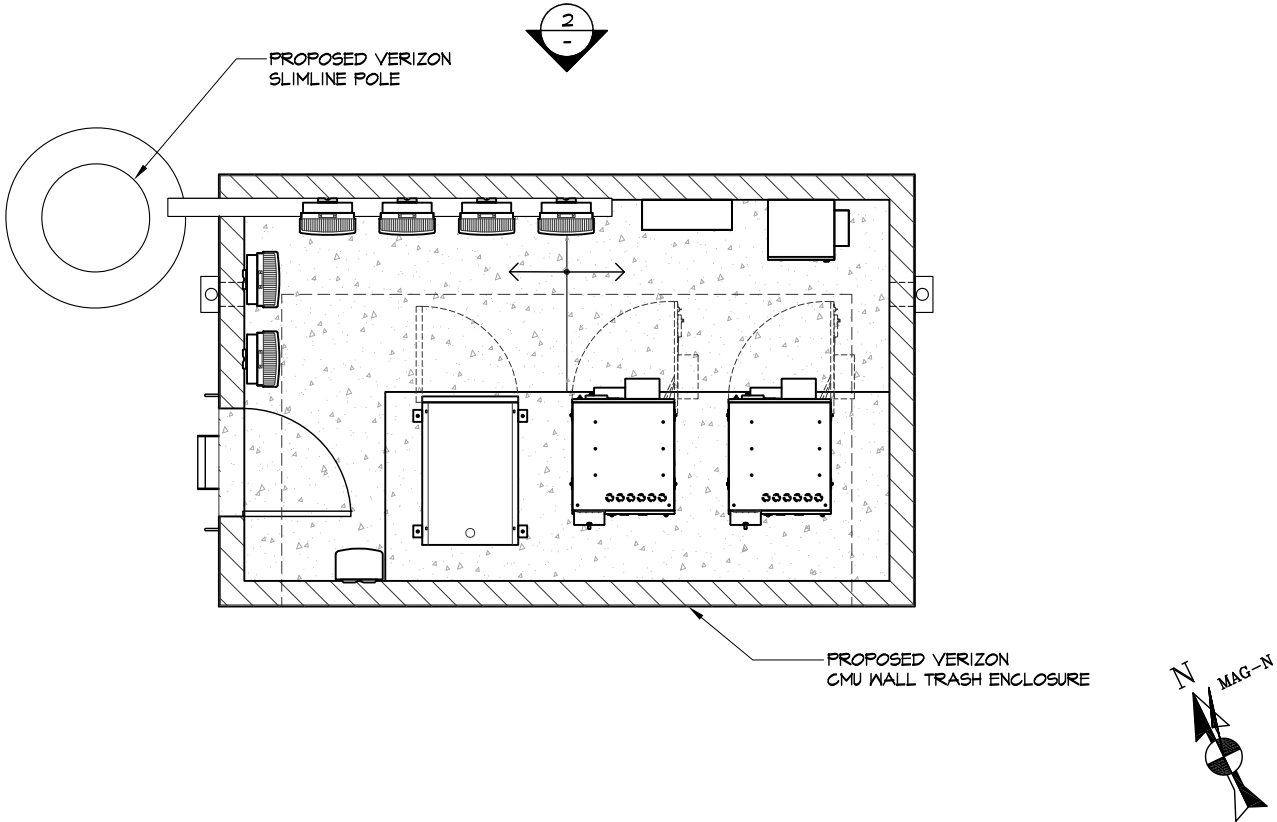 2
-
PROPOSED VERIZON
SLIMLINE POLE
PROPOSED VERIZON
CMU WALL TRASH ENCLOSURE
N
MAG-N